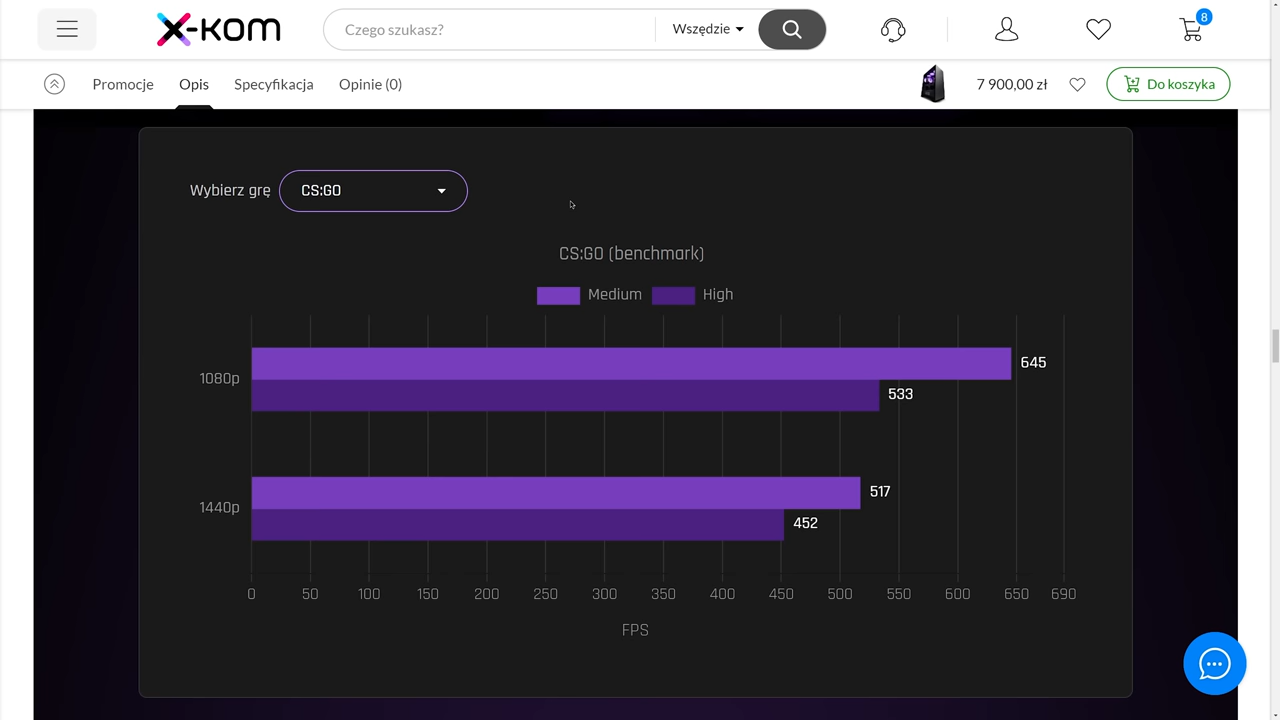 x-kom
Czego szukasz?
Wszędzie
8
Promocje
Opis
Specyfikacja
Opinie (0)
7 900,00 zł
Do koszyka
Wybierz grę
CS:GO
CS:GO (benchmark)
Medium
High
1080p
645
533
1440p
517
452
0 50 100 150 200 250 300 350 400 450 500 550 600 650 690
FPS